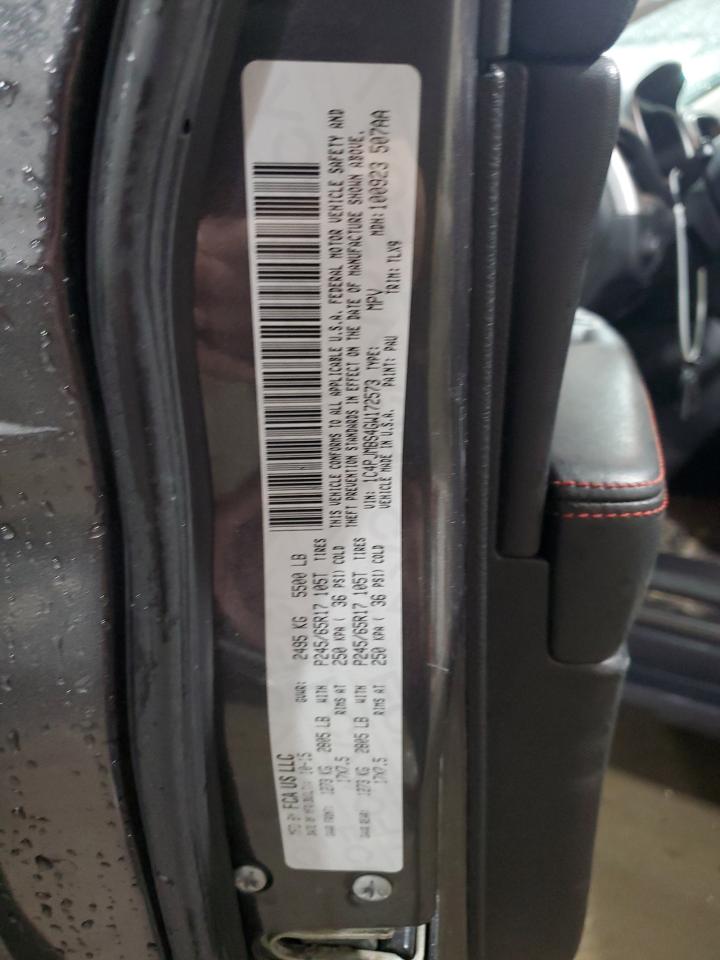 MFD BY FCA US LLC
DATE OF MFR 10-15 GVWR: 2495 KG 5500 LB
GAWR FRONT: 1273 KG 2805 LB WITH P245/65R17 105T TIRES
17X7.5 RIMS AT 250 KPA ( 36 PSI) COLD
GAWR REAR: 1273 KG 2805 LB WITH P245/65R17 105T TIRES
17X7.5 RIMS AT 250 KPA ( 36 PSI) COLD
THIS VEHICLE CONFORMS TO ALL APPLICABLE U.S.A. FEDERAL MOTOR VEHICLE SAFETY AND
THEFT PREVENTION STANDARDS IN EFFECT ON THE DATE OF MANUFACTURE SHOWN ABOVE.
VIN: 1C4PJMBS4GW172573 TYPE: MPV MDH:100923 507AA
VEHICLE MADE IN U.S.A. PAINT: PAU TRIM: TLX9